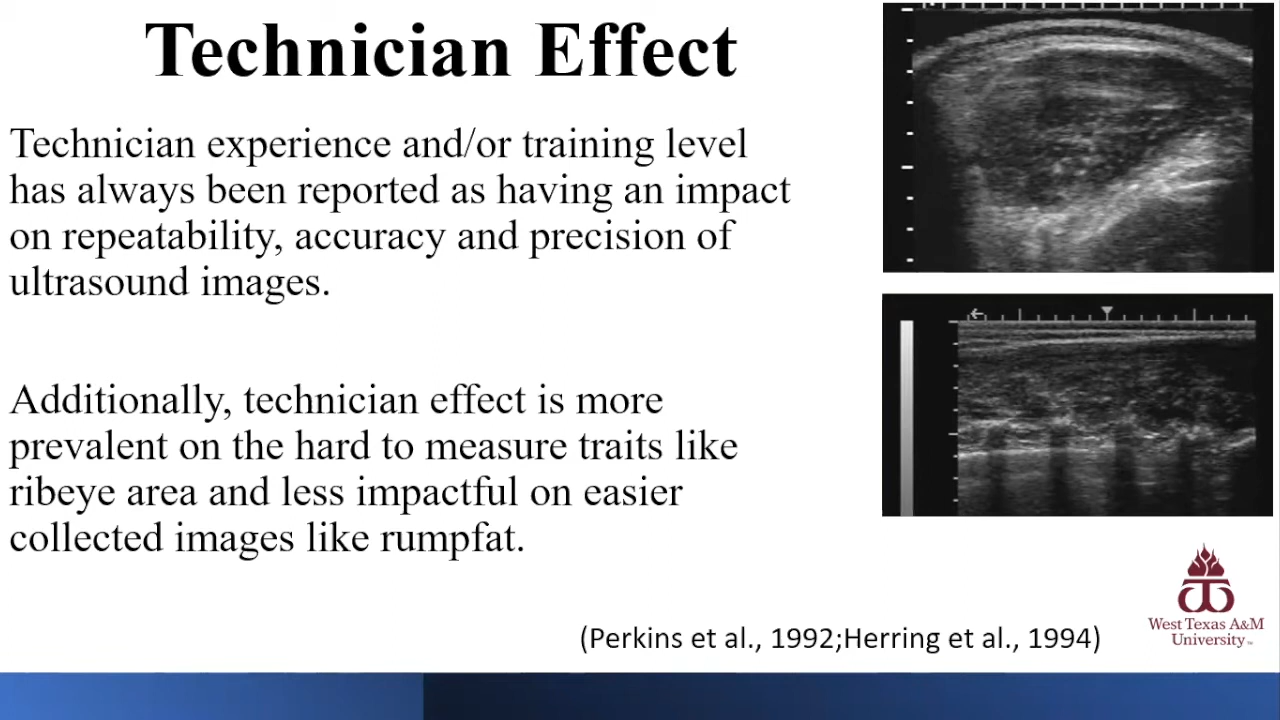 Technician Effect
Technician experience and/or training level
has always been reported as having an impact
on repeatability, accuracy and precision of
ultrasound images.
Additionally, technician effect is more
prevalent on the hard to measure traits like
ribeye area and less impactful on easier
collected images like rumpfat.
(Perkins et al., 1992;Herring et al., 1994)
West Texas A&M
University™